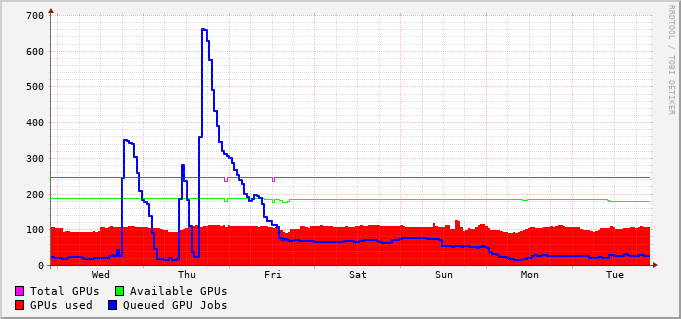 700
600
500
400
300
200
100
0
Wed Thu Fri Sat Sun Mon Tue
Total GPUs Available GPUs
GPUs used Queued GPU Jobs
RRDTOOL / TOBI OETIKER